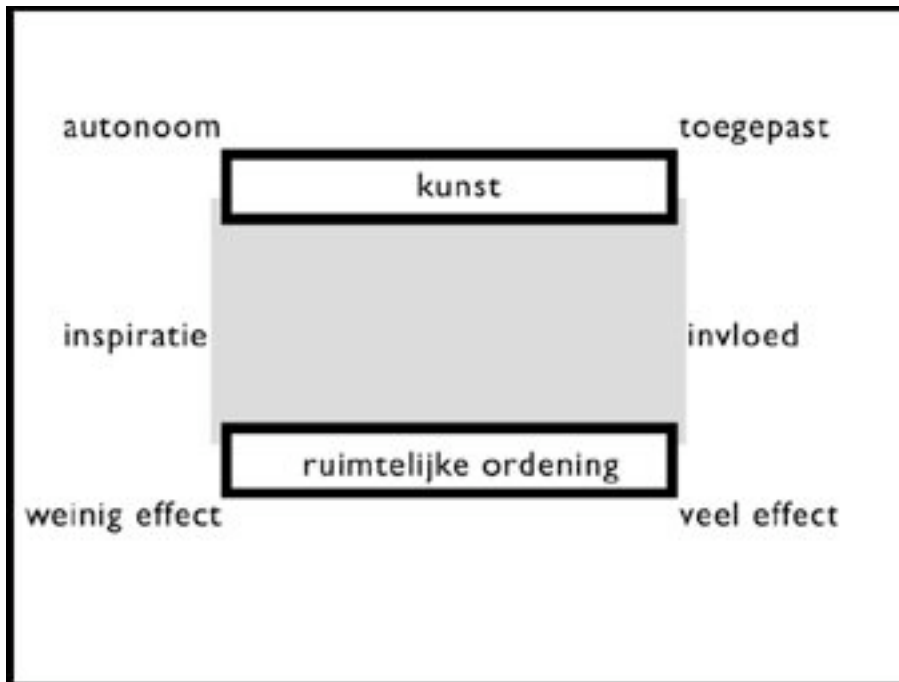 autonoom toegepast
kunst
inspiratie invloed
ruimtelijke ordening
weinig effect veel effect